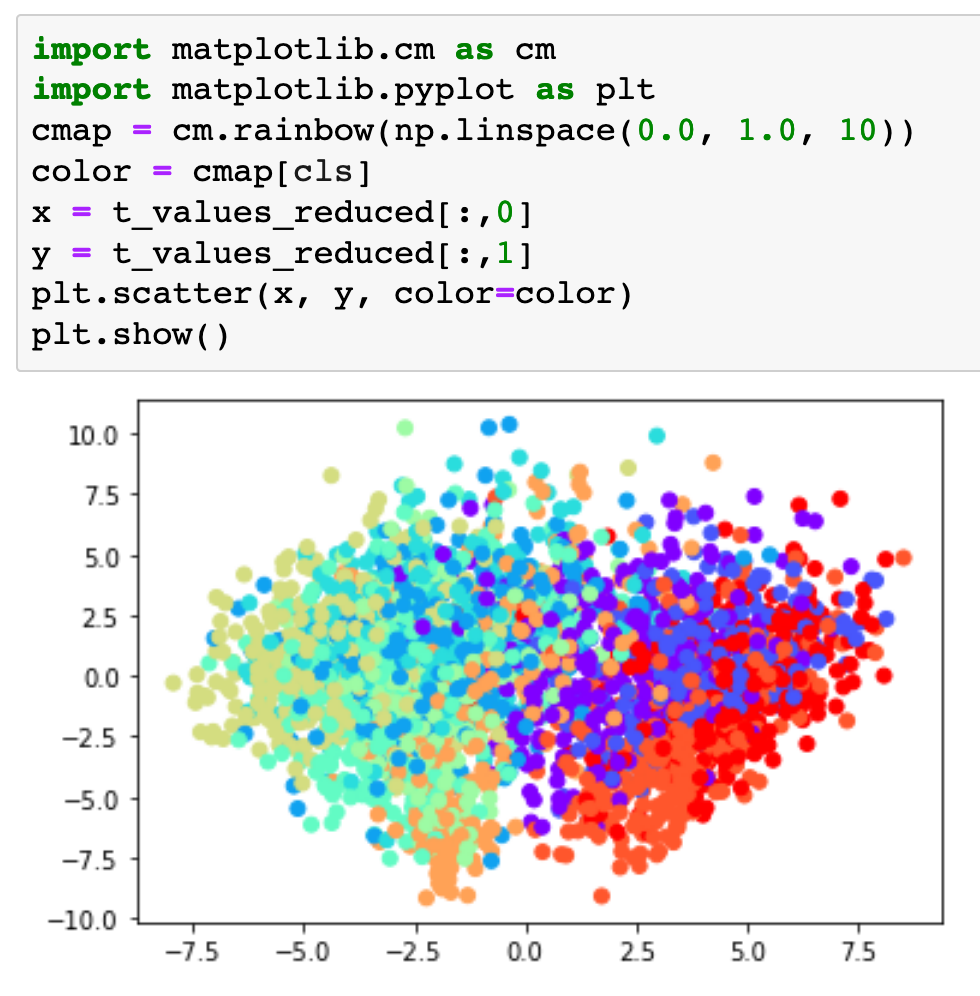 import matplotlib.cm as cm
import matplotlib.pyplot as plt
cmap = cm.rainbow(np.linspace(0.0, 1.0, 10))
color = cmap[cls]
x = t_values_reduced[:,0]
y = t_values_reduced[:,1]
plt.scatter(x, y, color=color)
plt.show()
10.0
7.5
5.0
2.5
0.0
−2.5
−5.0
−7.5
−10.0
−7.5 −5.0 −2.5 0.0 2.5 5.0 7.5